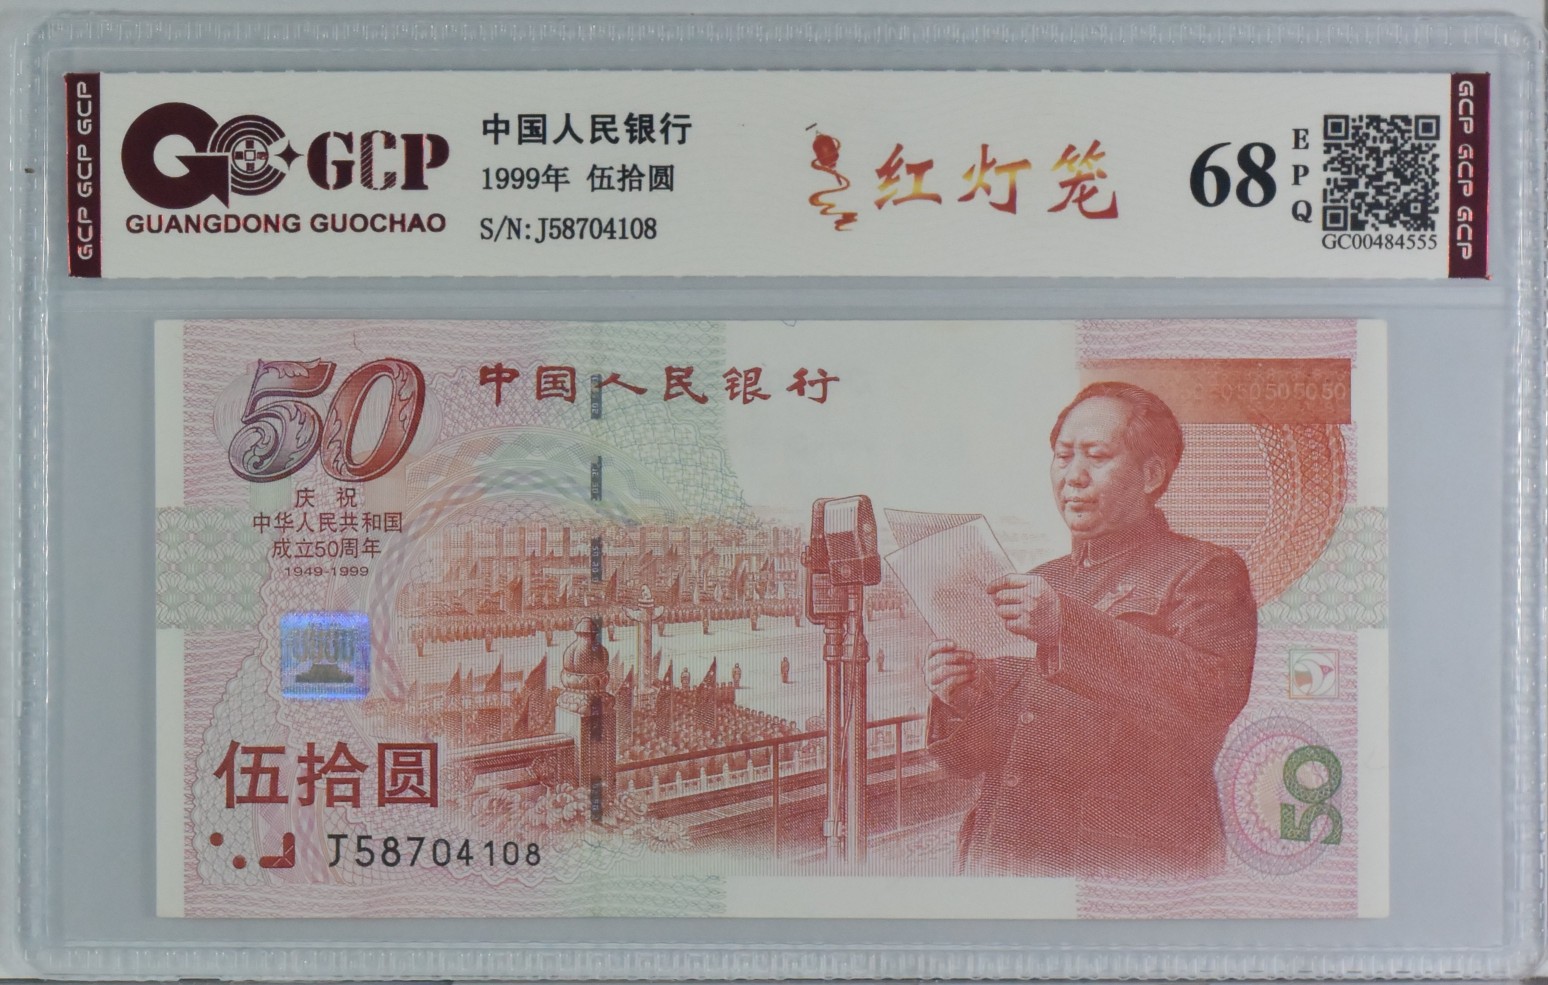 GCP GCP GCP
GCP
GUANGDONG GUOCHAO
中国人民银行
1999年 伍拾圆
S/N:J58704108
红灯笼
68
EPQ
GC00484555
GCP GCP GCP
50
中国人民银行
庆祝
中华人民共和国
成立50周年
1949-1999
伍拾圆
J58704108
50